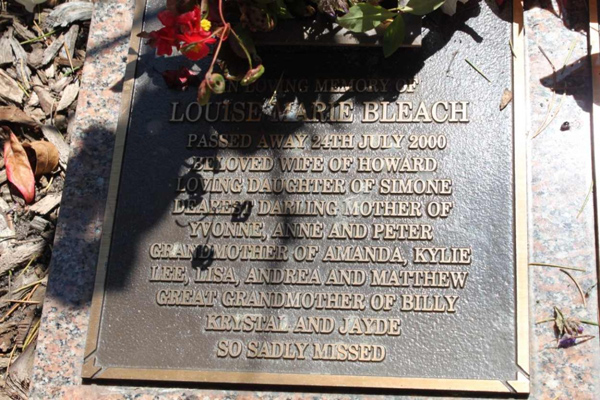 IN LOVING MEMORY OF
LOUISE MARIE BLEACH
PASSED AWAY 24TH JULY 2000
BELOVED WIFE OF HOWARD
LOVING DAUGHTER OF SIMONE
DEAREST DARLING MOTHER OF
YVONNE, ANNE AND PETER
GRANDMOTHER OF AMANDA, KYLIE
LEE, LISA, ANDREA AND MATTHEW
GREAT GRANDMOTHER OF BILLY
KRYSTAL AND JAYDE
SO SADLY MISSED